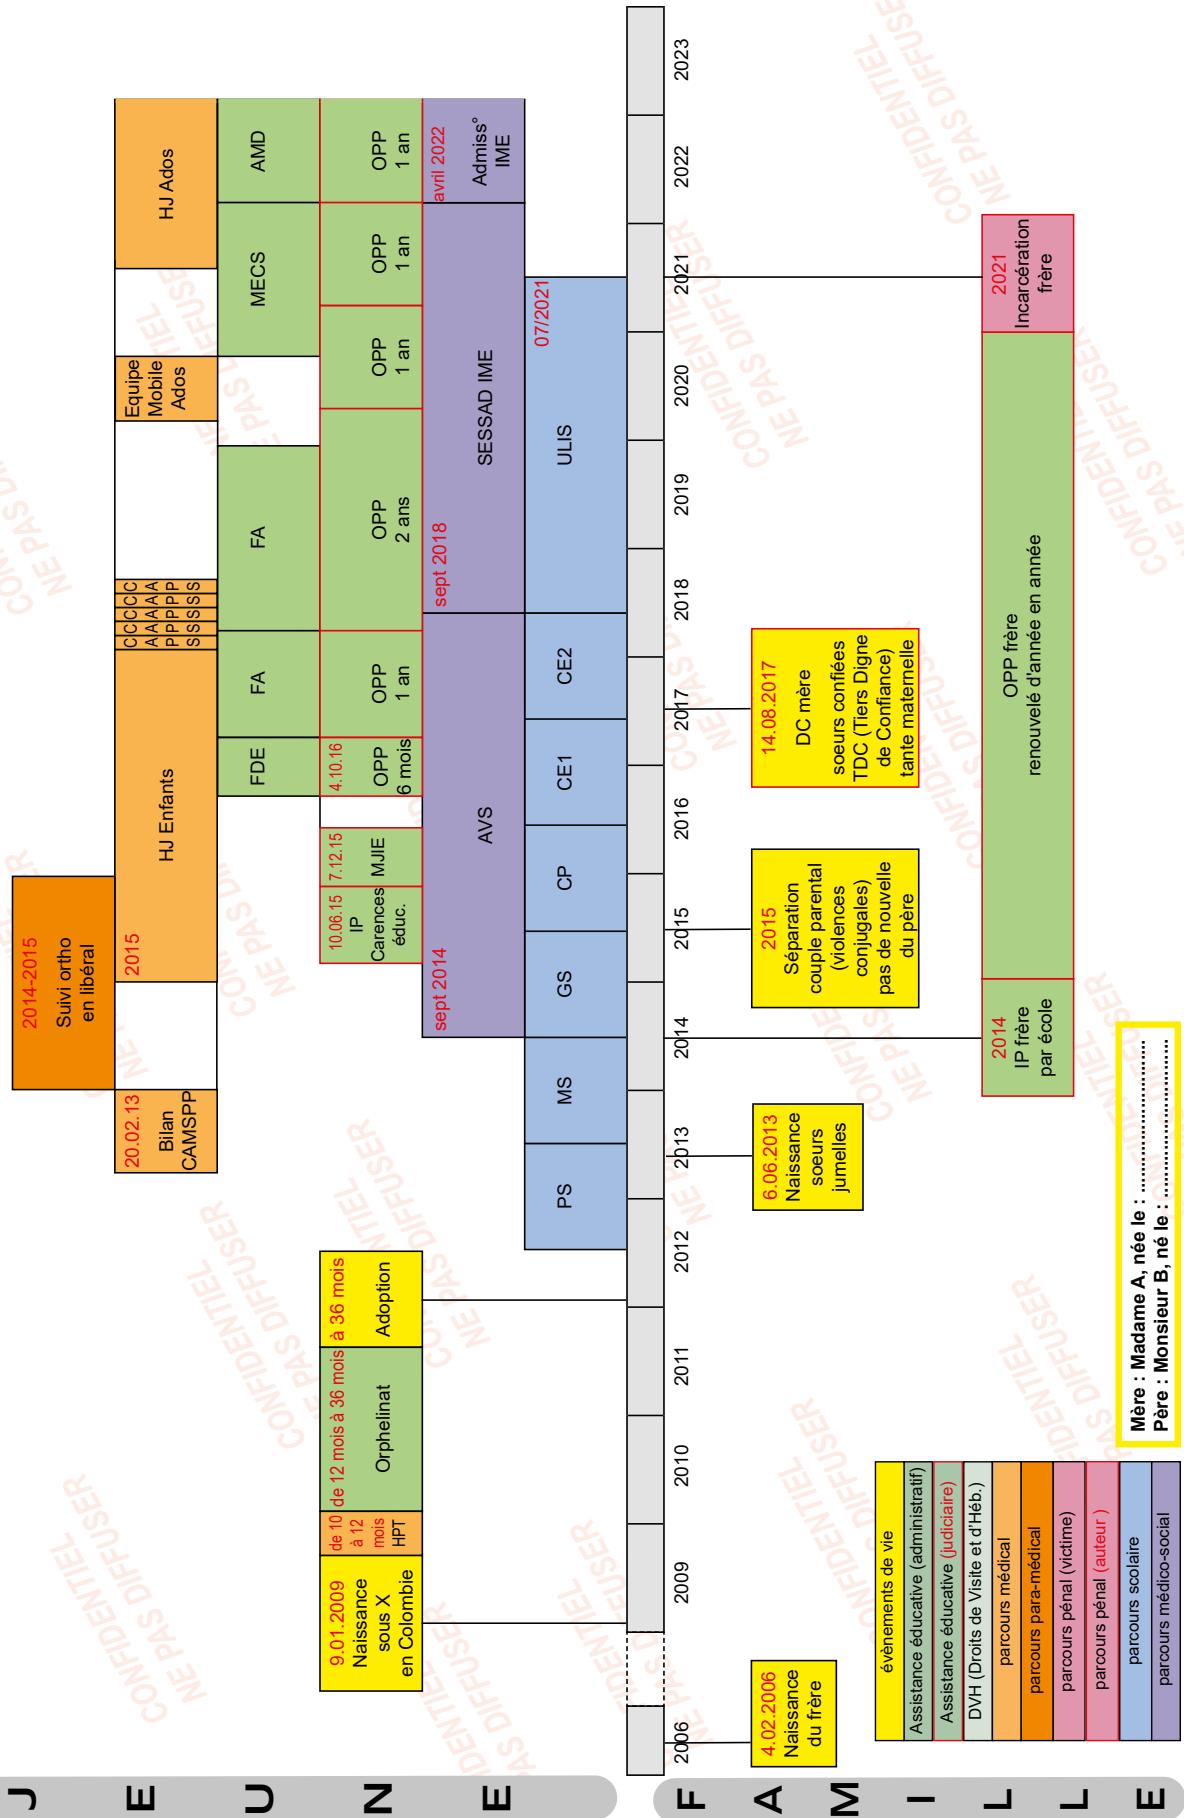 JEUNE
2014-2015
Suivi ortho
en libéral
20.02.13
Bilan
CAMSPP
2015
HJ Enfants
CAPS
CAPS
CAPS
CAPS
Equipe
Mobile
Ados
HJ Ados
FDE
FA
FA
MECS
AMD
9.01.2009
Naissance
sous X
en Colombie
de 10
à 12
mois
HPT
de 12 mois à 36 mois
Orphelinat
à 36 mois
Adoption
10.06.15
IP
Carences
éduc.
7.12.15
MJIE
4.10.16
OPP
6 mois
OPP
1 an
OPP
2 ans
OPP
1 an
OPP
1 an
OPP
1 an
sept 2014
AVS
sept 2018
SESSAD IME
avril 2022
Admiss°
IME
PS
MS
GS
CP
CE1
CE2
ULIS
07/2021
2006
2009
2010
2011
2012
2013
2014
2015
2016
2017
2018
2019
2020
2021
2022
2023
FAMILLE
4.02.2006
Naissance
du frère
6.06.2013
Naissance
soeurs
jumelles
2015
Séparation
couple parental
(violences
conjugales)
pas de nouvelle
du père
14.08.2017
DC mère
soeurs confiées
TDC (Tiers Digne
de Confiance)
tante maternelle
2014
IP frère
par école
OPP frère
renouvelé d'année en année
2021
Incarcération
frère
évènements de vie
Assistance éducative (administratif)
Assistance éducative (judiciaire)
DVH (Droits de Visite et d'Héb.)
parcours médical
parcours para-médical
parcours pénal (victime)
parcours pénal (auteur )
parcours scolaire
parcours médico-social
Mère : Madame A, née le : ................................
Père : Monsieur B, né le : ................................
CONFIDENTIEL
NE PAS DIFFUSER